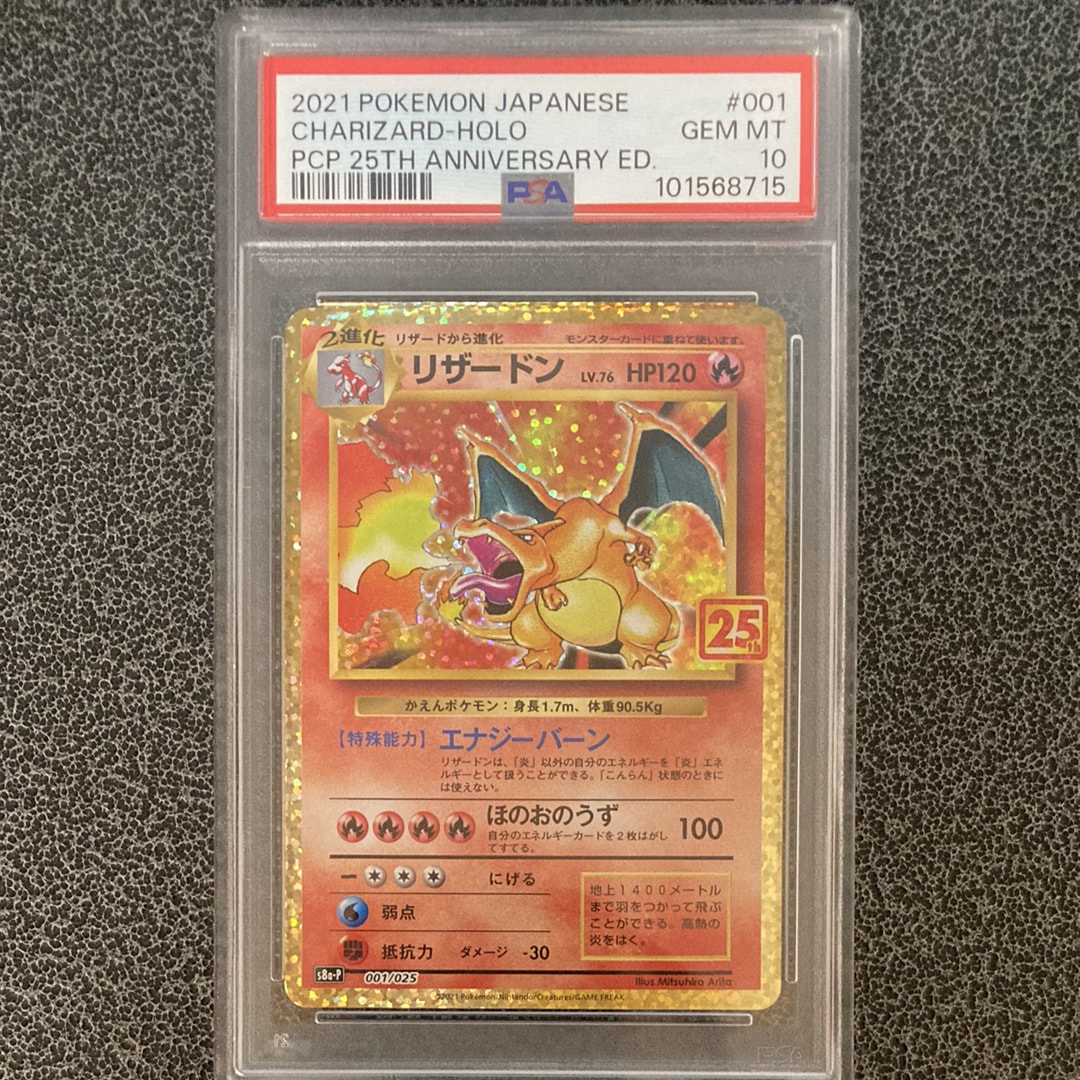 2021 POKEMON JAPANESE #001
CHARIZARD-HOLO GEM MT
PCP 25TH ANNIVERSARY ED. 10
PSA 101568715
2進化 リザードから進化 モンスターカードに重ねて使います。
リザードン LV.76 HP120
25th
かえんポケモン：身長1.7m、体重90.5Kg
【特殊能力】 エナジーバーン
リザードンは、「炎」以外の自分のエネルギーを「炎」エネ
ルギーとして扱うことができる。「こんらん」状態のときに
は使えない。
ほのおのうず 100
自分のエネルギーカードを２枚はがし
てすてる。
ー にげる
弱点
抵抗力 ダメージ -30
地上１４００メートル
まで羽をつかって飛ぶ
ことができる。高熱の
炎をはく。
s8a-P 001/025
Illus. Mitsuhiro Arita
©2021 Pokémon/Nintendo/Creatures/GAME FREAK
PSA